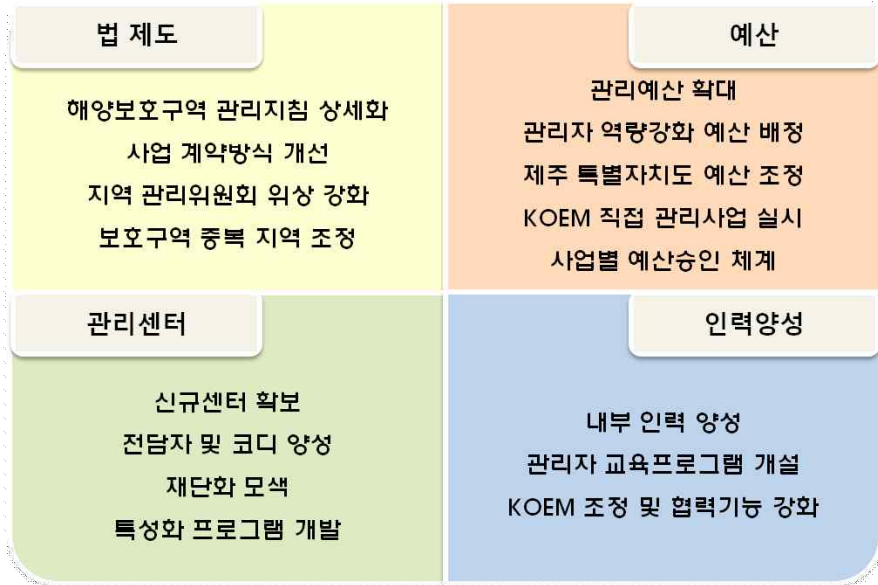 법 제도
해양보호구역 관리지침 상세화
사업 계약방식 개선
지역 관리위원회 위상 강화
보호구역 중복 지역 조정
예산
관리예산 확대
관리자 역량강화 예산 배정
제주 특별자치도 예산 조정
KOEM 직접 관리사업 실시
사업별 예산승인 체계
관리센터
신규센터 확보
전담자 및 코디 양성
재단화 모색
특성화 프로그램 개발
인력양성
내부 인력 양성
관리자 교육프로그램 개설
KOEM 조정 및 협력기능 강화